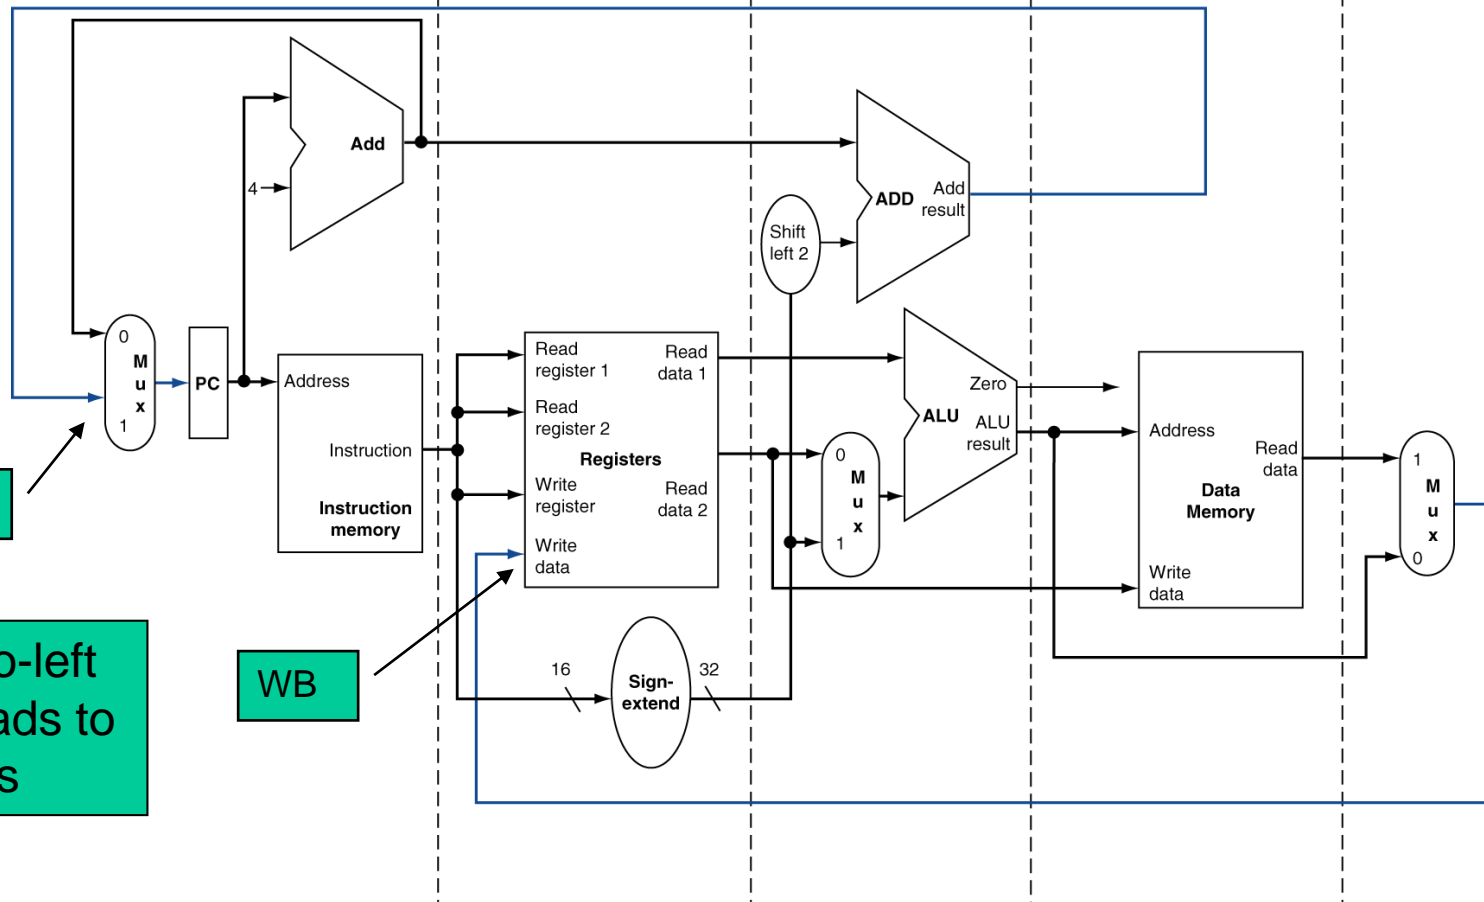 Add
4
ADD
Add
result
Shift
left 2
0
M
u
x
1
PC
Address
Instruction
Instruction
memory
Read
register 1
Read
register 2
Write
register
Write
data
Registers
Read
data 1
Read
data 2
0
M
u
x
1
Zero
ALU
ALU
result
Address
Read
data
Data
Memory
Write
data
1
M
u
x
0
16
Sign-
extend
32
WB
o-left
ads to
s